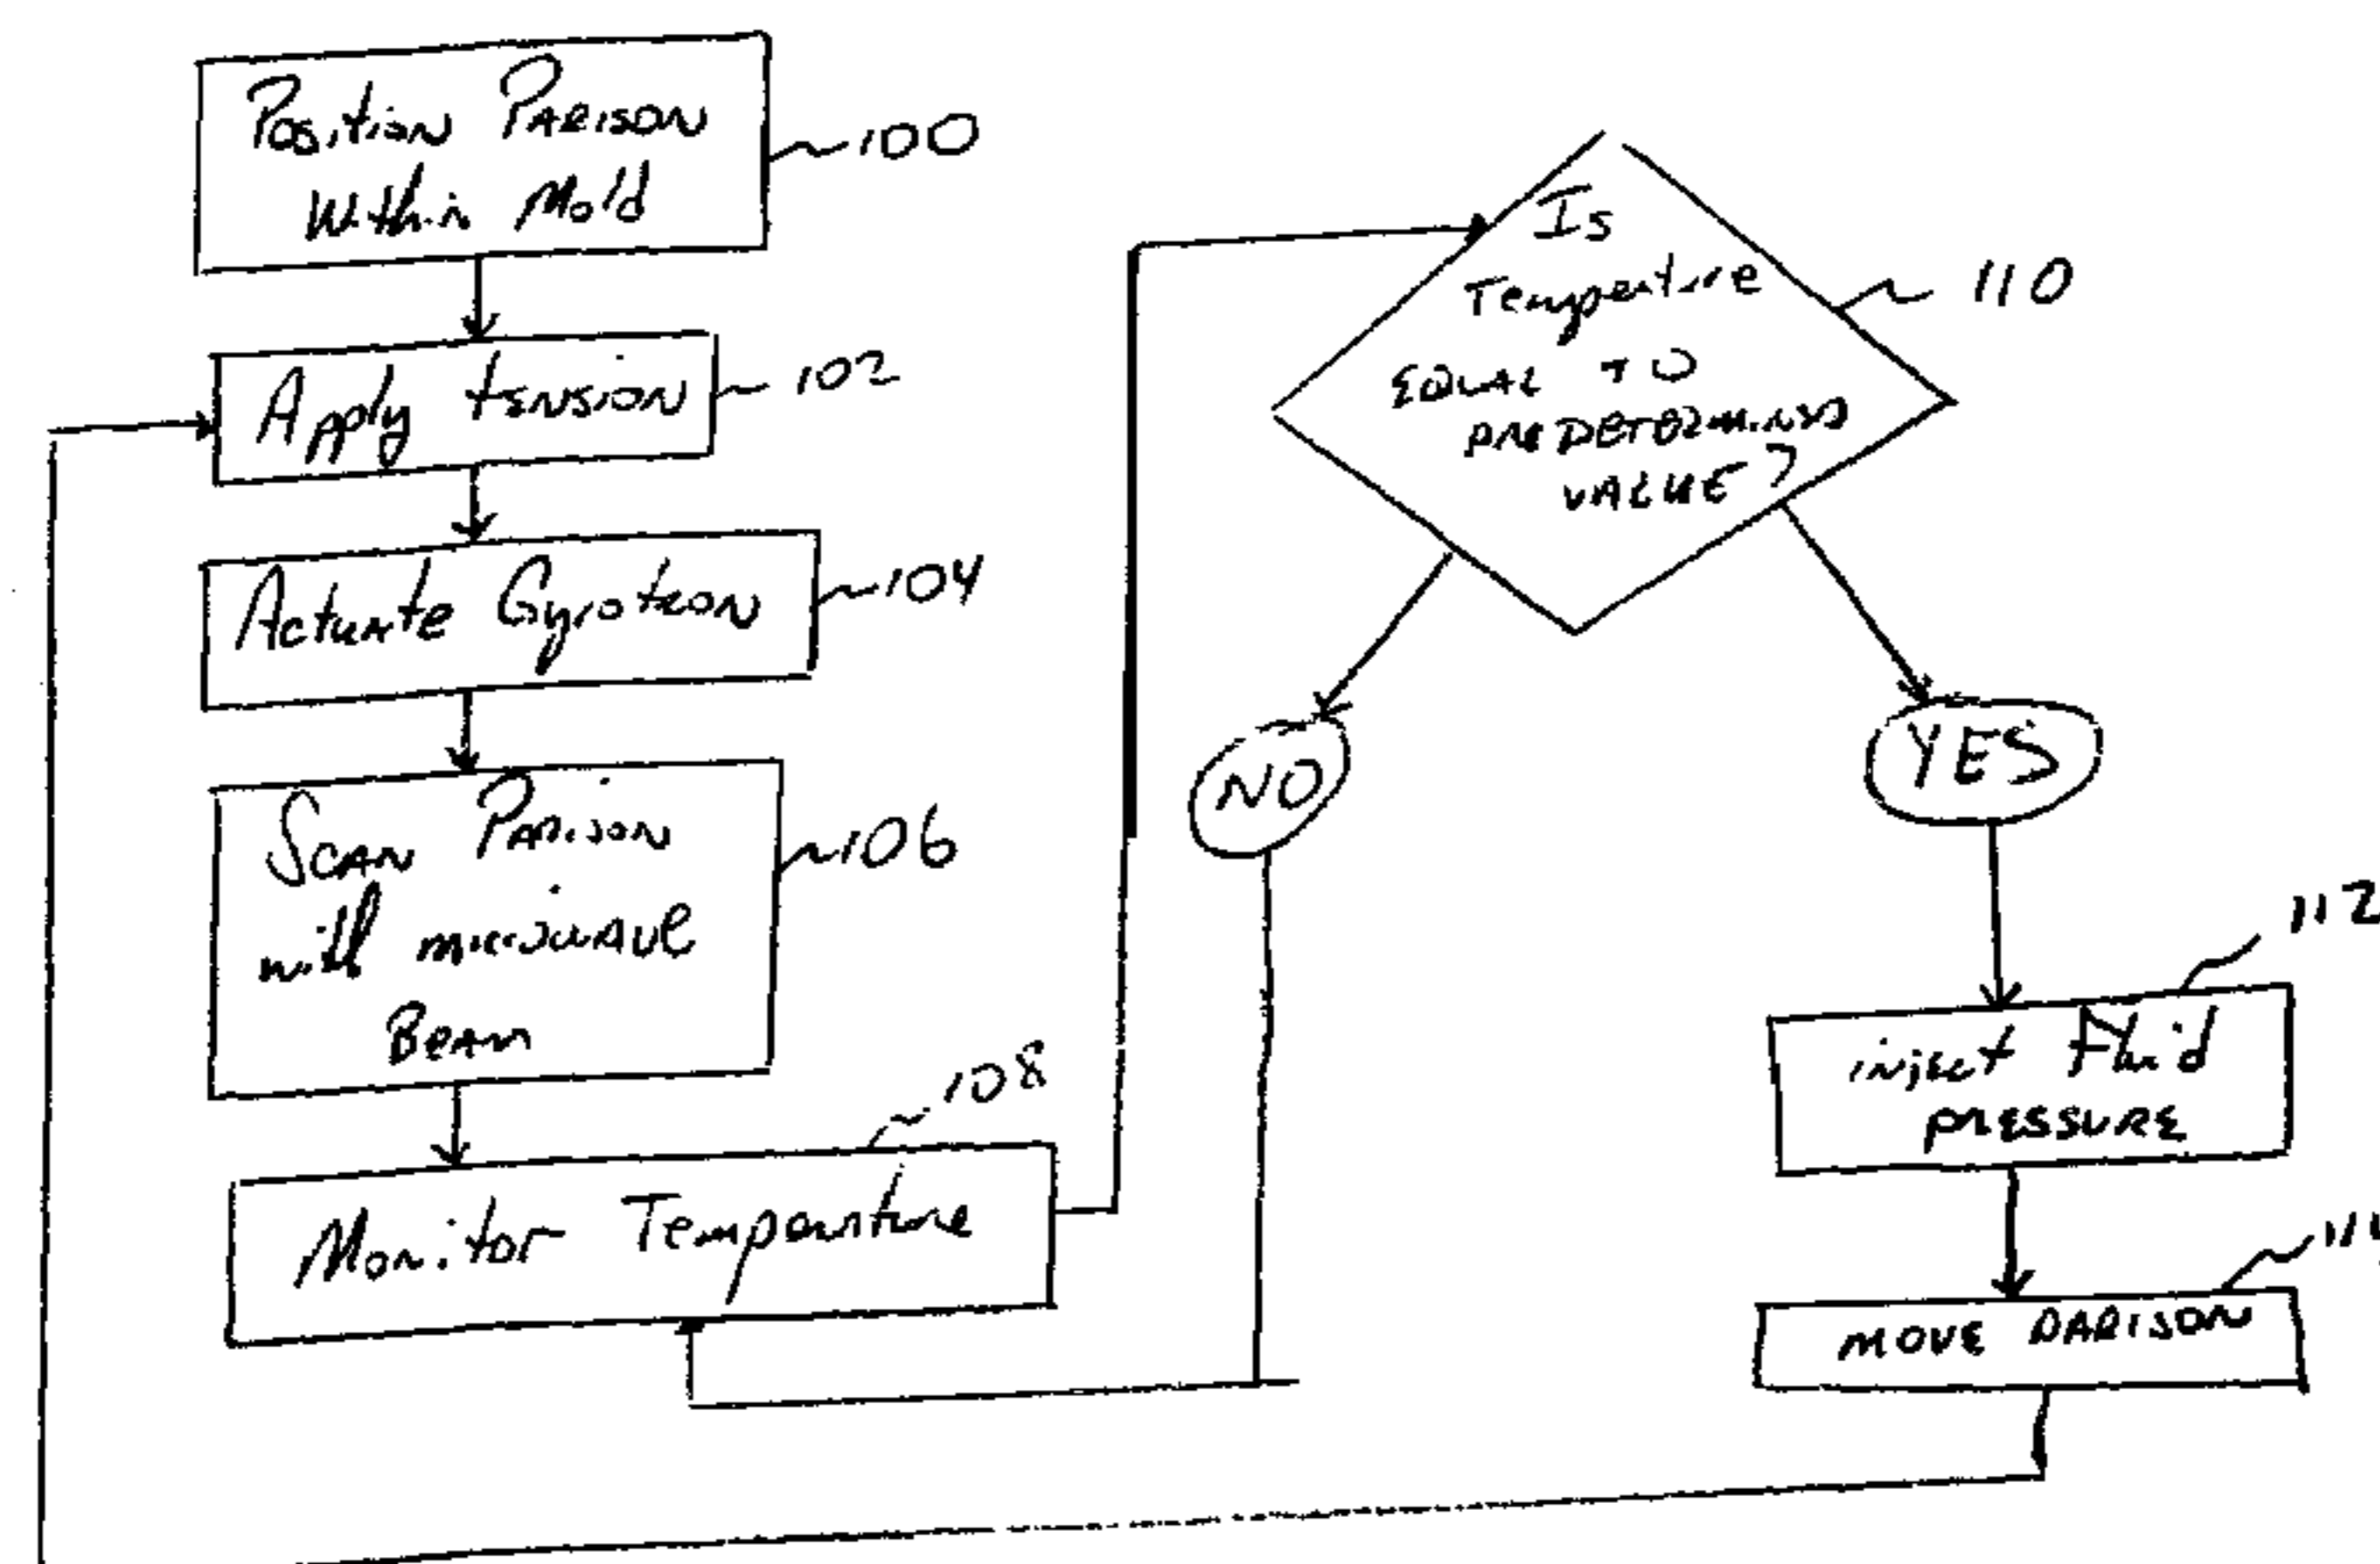 Position Parison
Within Mold
100
Apply tension
102
Actuate Gyrotron
104
Scan Parison
with microwave
Beam
106
Monitor Temperature
108
Is
Temperature
Equal to
predetermined
value?
110
NO
YES
inject Fluid
pressure
112
move parison